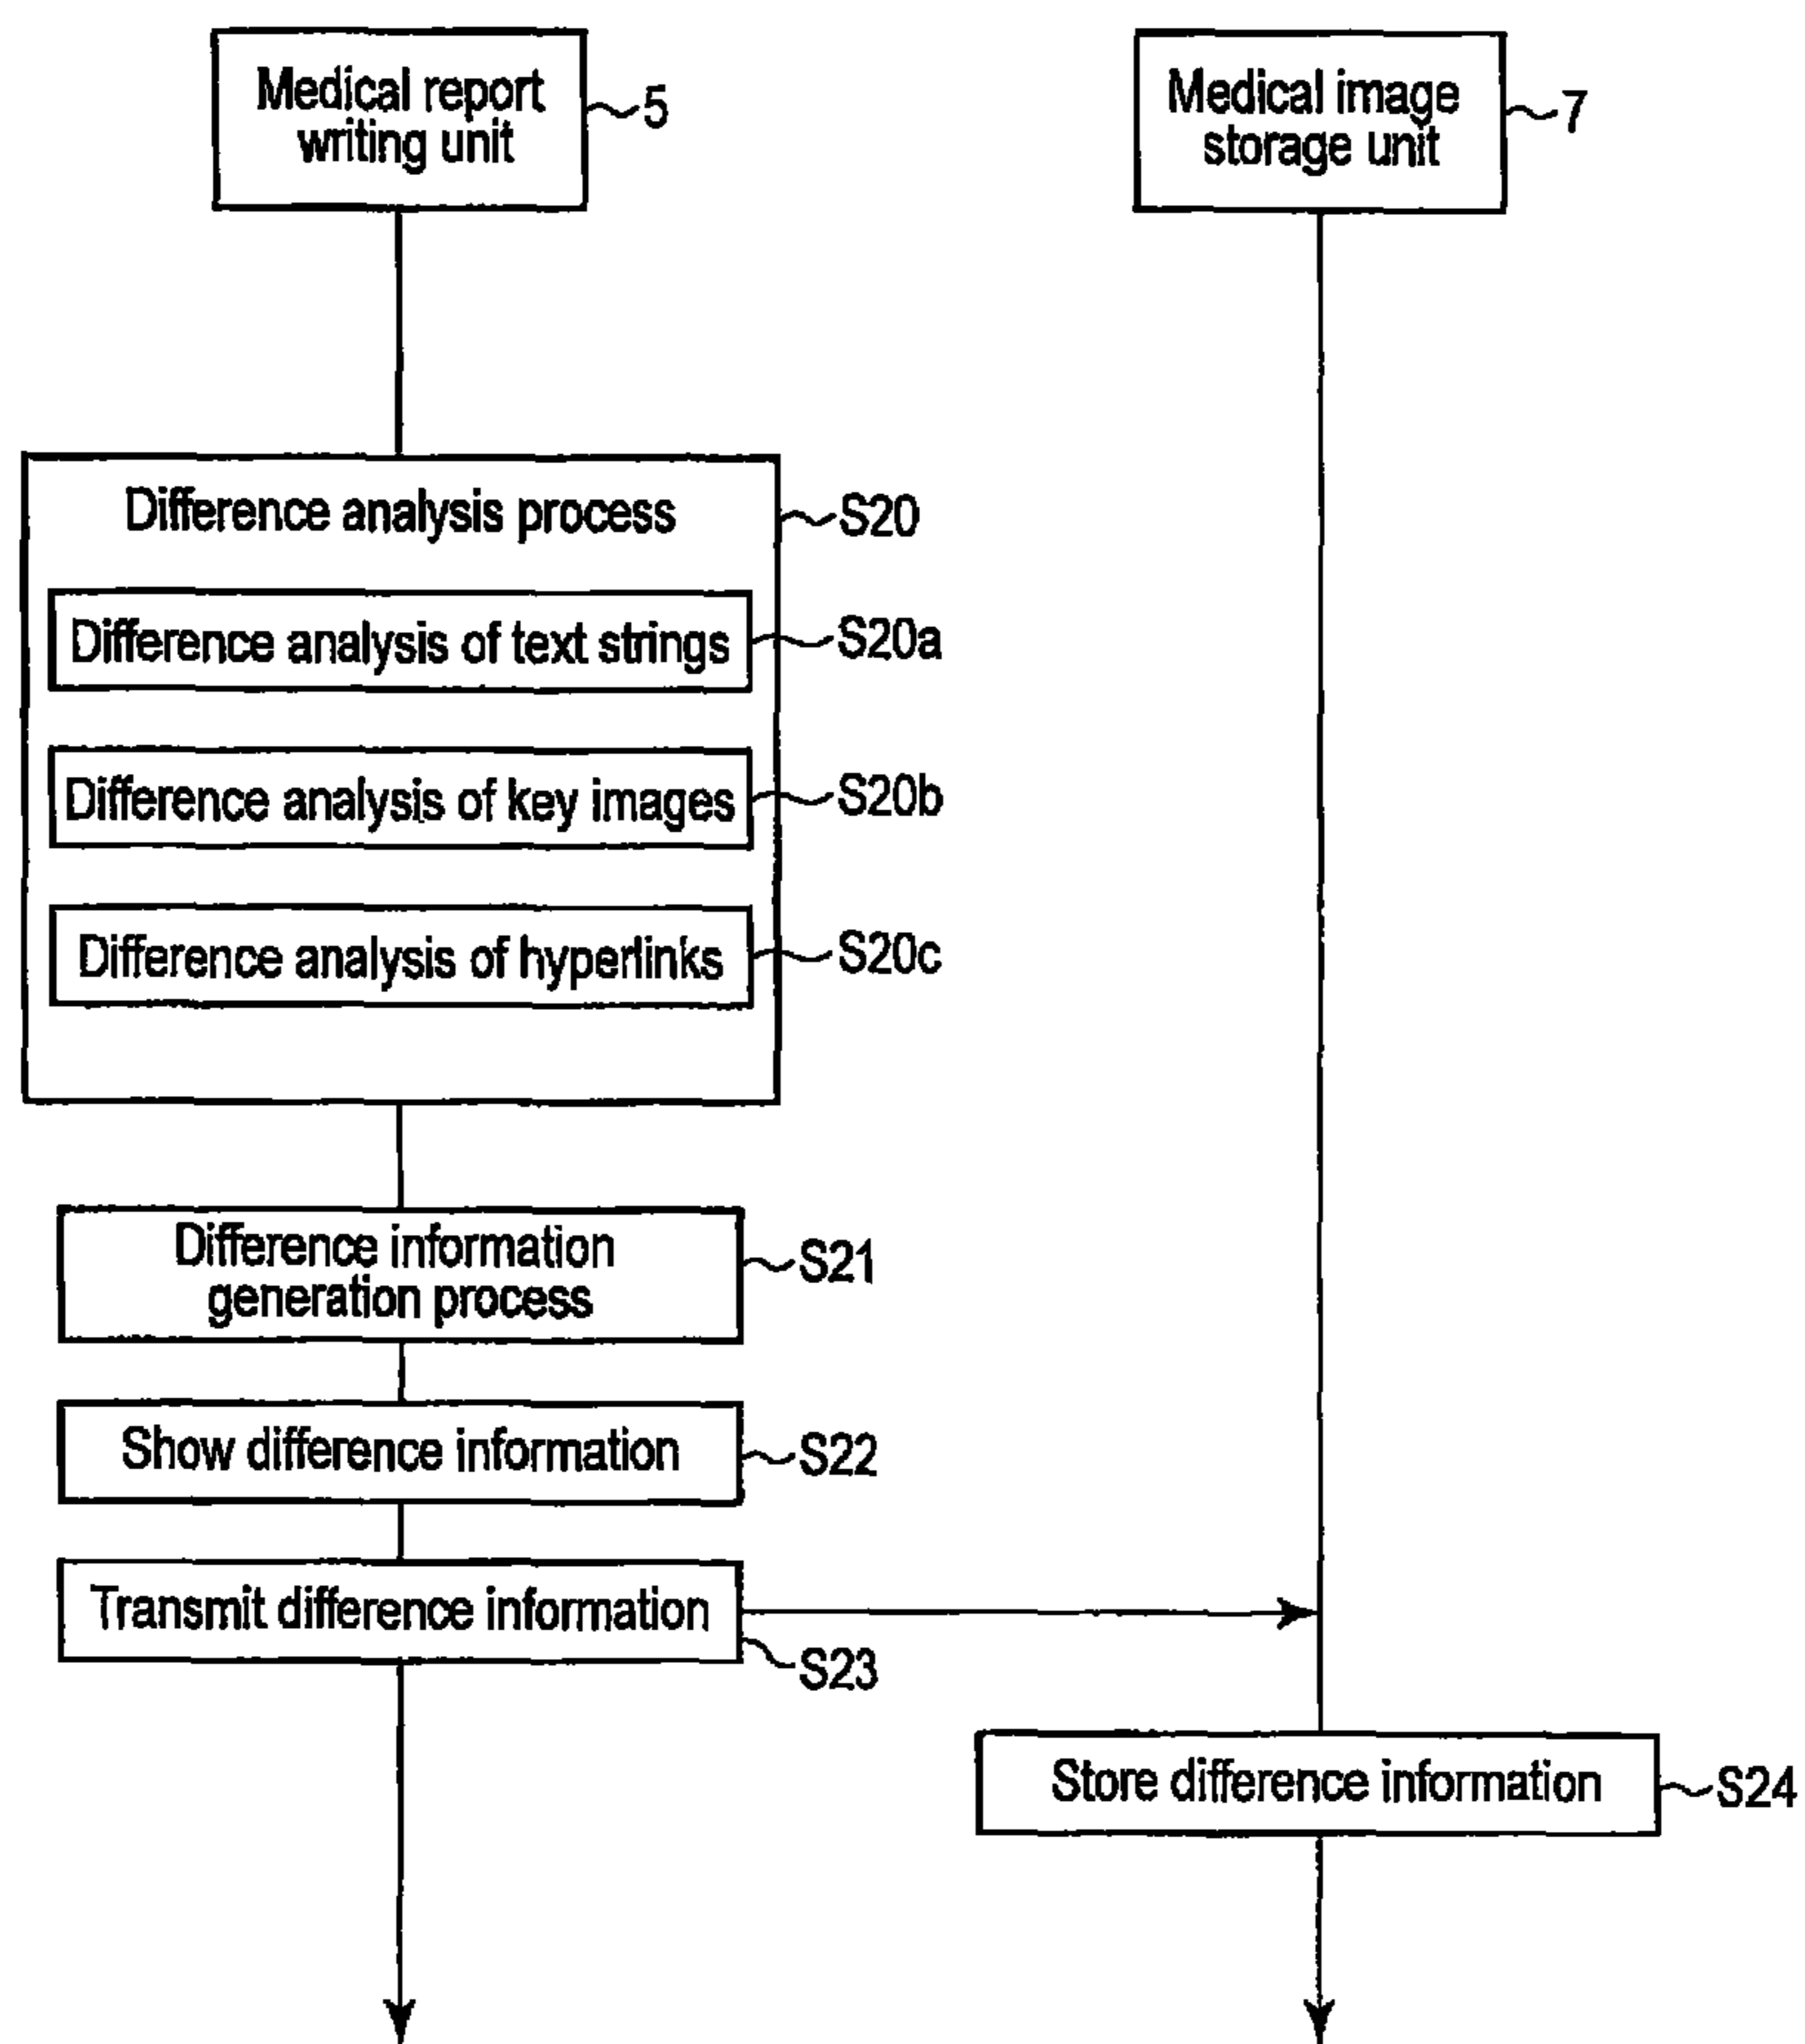 Medical report
writing unit
5
Medical image
storage unit
7
Difference analysis process
S20
Difference analysis of text strings
S20a
Difference analysis of key images
S20b
Difference analysis of hyperlinks
S20c
Difference information
generation process
S21
Show difference information
S22
Transmit difference information
S23
Store difference information
S24